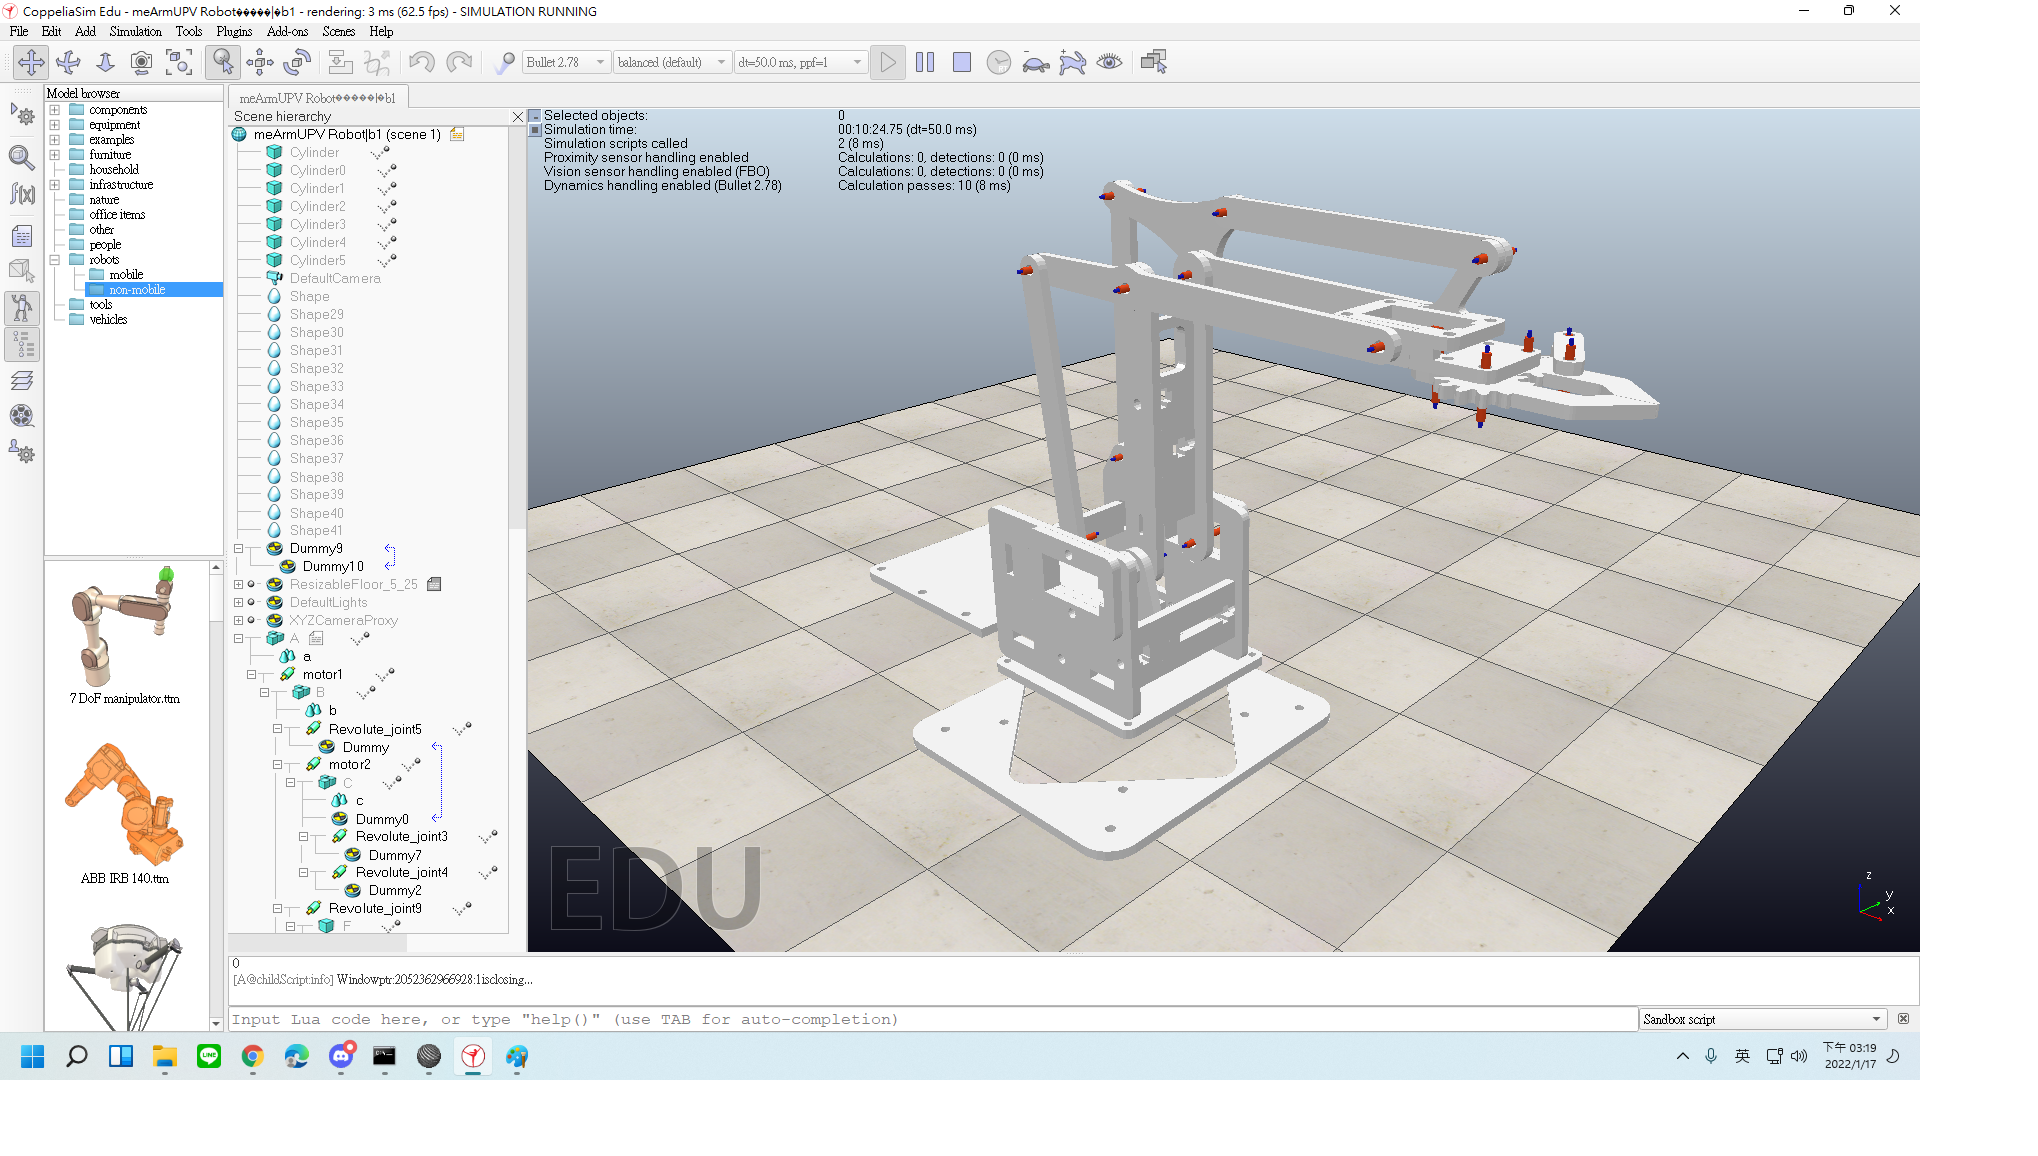 CoppeliaSim Edu - meArmUPV Robot�����|�b1 - rendering: 3 ms (62.5 fps) - SIMULATION RUNNING
File Edit Add Simulation Tools Plugins Add-ons Scenes Help
Bullet 2.78 balanced (default) dt=50.0 ms, ppf=1
Model browser
components
equipment
examples
furniture
household
infrastructure
nature
office items
other
people
robots
mobile
non-mobile
tools
vehicles
7 DoF manipulator.ttm
ABB IRB 140.ttm
meArmUPV Robot�����|�b1
Scene hierarchy
meArmUPV Robot|b1 (scene 1)
Cylinder
Cylinder0
Cylinder1
Cylinder2
Cylinder3
Cylinder4
Cylinder5
DefaultCamera
Shape
Shape29
Shape30
Shape31
Shape32
Shape33
Shape34
Shape35
Shape36
Shape37
Shape38
Shape39
Shape40
Shape41
Dummy9
Dummy10
ResizableFloor_5_25
DefaultLights
XYZCameraProxy
A
a
motor1
B
b
Revolute_joint5
Dummy
motor2
C
c
Dummy0
Revolute_joint3
Dummy7
Revolute_joint4
Dummy2
Revolute_joint9
F
Selected objects: 0
Simulation time: 00:10:24.75 (dt=50.0 ms)
Simulation scripts called 2 (8 ms)
Proximity sensor handling enabled Calculations: 0, detections: 0 (0 ms)
Vision sensor handling enabled (FBO) Calculations: 0, detections: 0 (0 ms)
Dynamics handling enabled (Bullet 2.78) Calculation passes: 10 (8 ms)
EDU
z
y
x
0
[A@childScript:info] Windowptr:2052362966928:1isclosing...
Input Lua code here, or type "help()" (use TAB for auto-completion)
Sandbox script
LINE
英
下午 03:19
2022/1/17